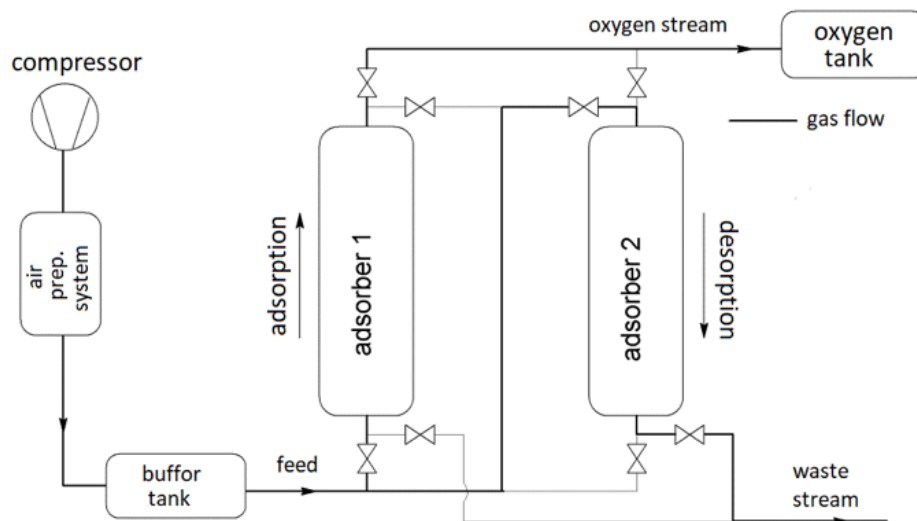 oxygen stream
oxygen
tank
compressor
gas flow
air
prep.
system
adsorption
adsorber 1
adsorber 2
desorption
buffor
tank
feed
waste
stream